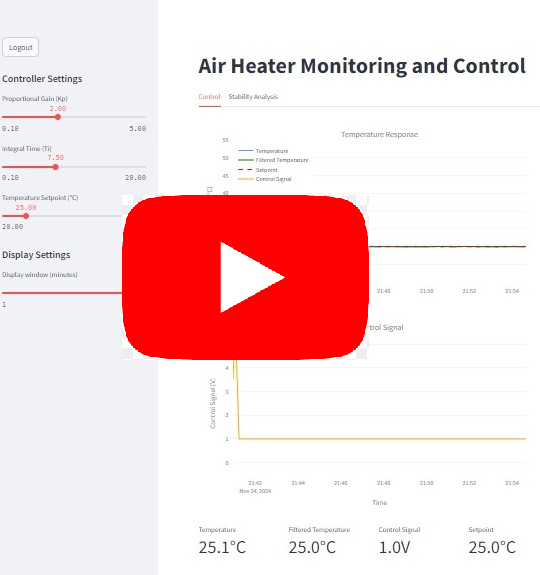 Logout
Controller Settings
Proportional Gain (Kp)
2.00
0.10 5.00
Integral Time (Ti)
7.50
0.10 20.00
Temperature Setpoint (°C)
25.00
20.00
Display Settings
Display window (minutes)
1
Air Heater Monitoring and Control
Control Stability Analysis
Temperature Response
55
50
45
40
Temperature
Filtered Temperature
Setpoint
Control Signal
21:48 21:50 21:52 21:54
trol Signal
Control Signal [V]
4
3
2
1
0
21:42 21:44 21:46 21:48 21:50 21:52 21:54
Nov 24, 2024
Time
Temperature Filtered Temperature Control Signal Setpoint
25.1°C 25.0°C 1.0V 25.0°C